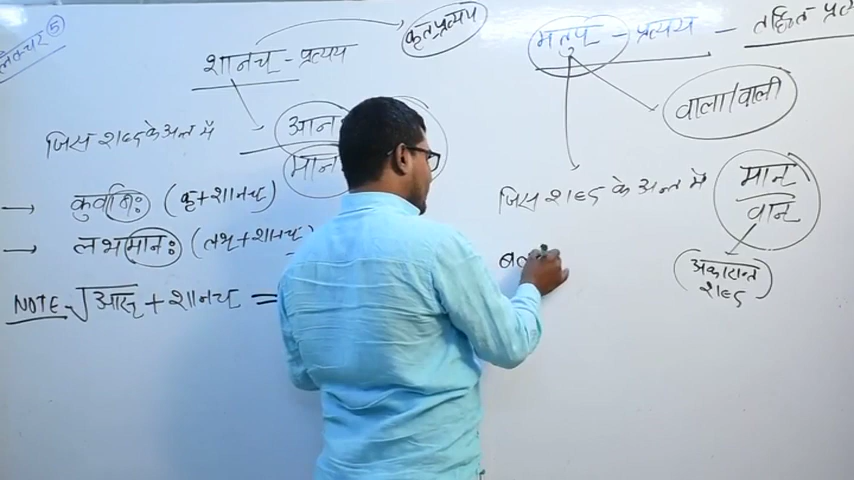 लेक्चर ⑤
कृत् प्रत्यय
शानच् - प्रत्यय
जिस शब्द के अन्त में
आन
मान
→ कुर्वाणः (कृ+शानच्)
→ लभमानः (लभ्+शानच्)
NOTE - √आस् + शानच् =
मतुप् - प्रत्यय - तद्धित प्रत्
वाला/वाली
जिस शब्द के अन्त में
मान्
वान्
(अकारान्त
शब्द)